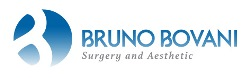 BRUNO BOVANI
Surgery and Aesthetic